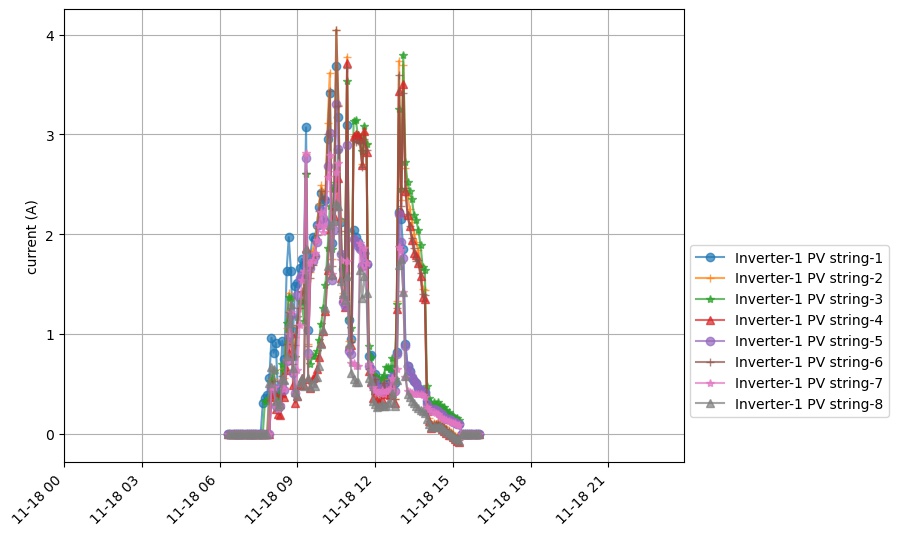 4
3
2
1
0
current (A)
11-18 00
11-18 03
11-18 06
11-18 09
11-18 12
11-18 15
11-18 18
11-18 21
Inverter-1 PV string-1
Inverter-1 PV string-2
Inverter-1 PV string-3
Inverter-1 PV string-4
Inverter-1 PV string-5
Inverter-1 PV string-6
Inverter-1 PV string-7
Inverter-1 PV string-8